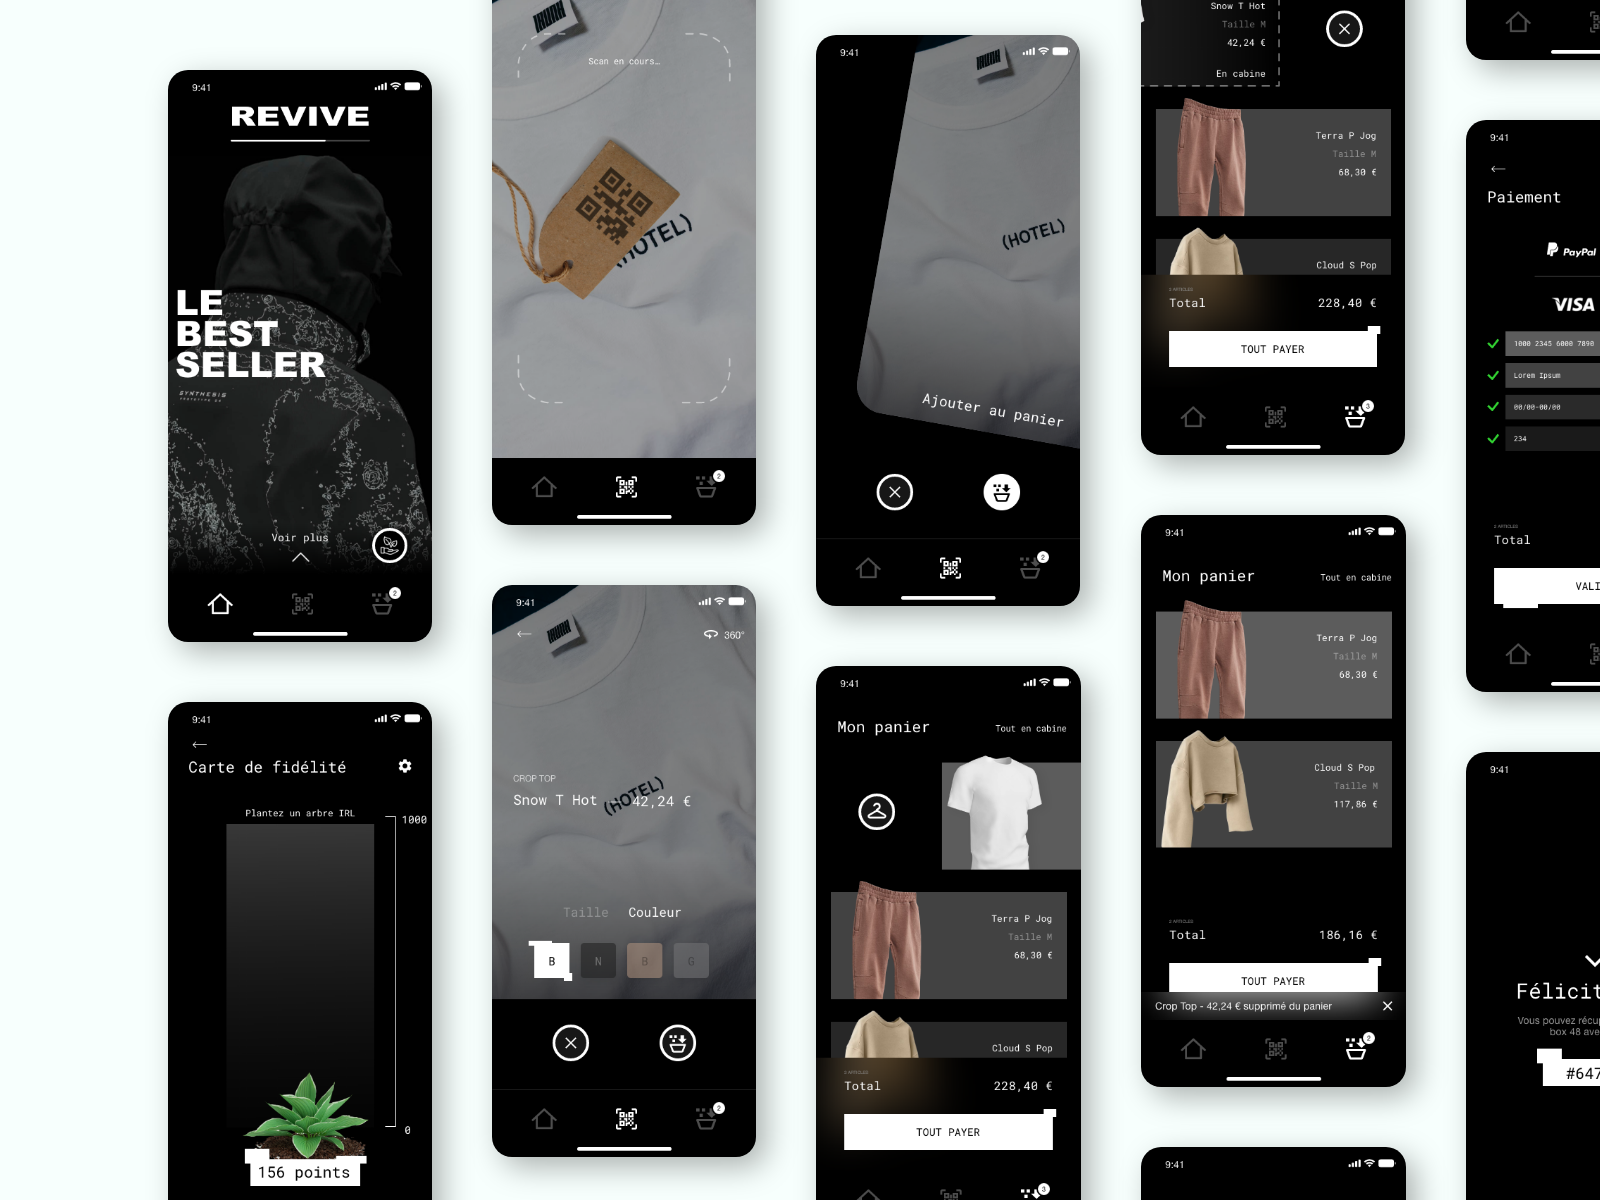 9:41
REVIVE
LE
BEST
SELLER
SYNTHESIS
Voir plus
2
9:41
Carte de fidélité
Plantez un arbre IRL
1000
0
156 points
Scan en cours…
(HOTEL)
2
9:41
360°
CROP TOP
Snow T Hot
42,24 €
(HOTEL)
Taille Couleur
B N B G
2
9:41
(HOTEL)
Ajouter au panier
2
9:41
Mon panier
Tout en cabine
Terra P Jog
Taille M
68,30 €
Cloud S Pop
Total
228,40 €
TOUT PAYER
3
Snow T Hot
Taille M
42,24 €
En cabine
Terra P Jog
Taille M
68,30 €
Cloud S Pop
Total
228,40 €
TOUT PAYER
3
9:41
Mon panier
Tout en cabine
Terra P Jog
Taille M
68,30 €
Cloud S Pop
Taille M
117,86 €
Total
186,16 €
TOUT PAYER
Crop Top - 42,24 € supprimé du panier
2
9:41
9:41
Paiement
PayPal
VISA
1000 2345 6000 7890
Lorem Ipsum
00/00-00/00
234
Total
VALI
9:41
Félicit
Vous pouvez récup
box 48 ave
#647